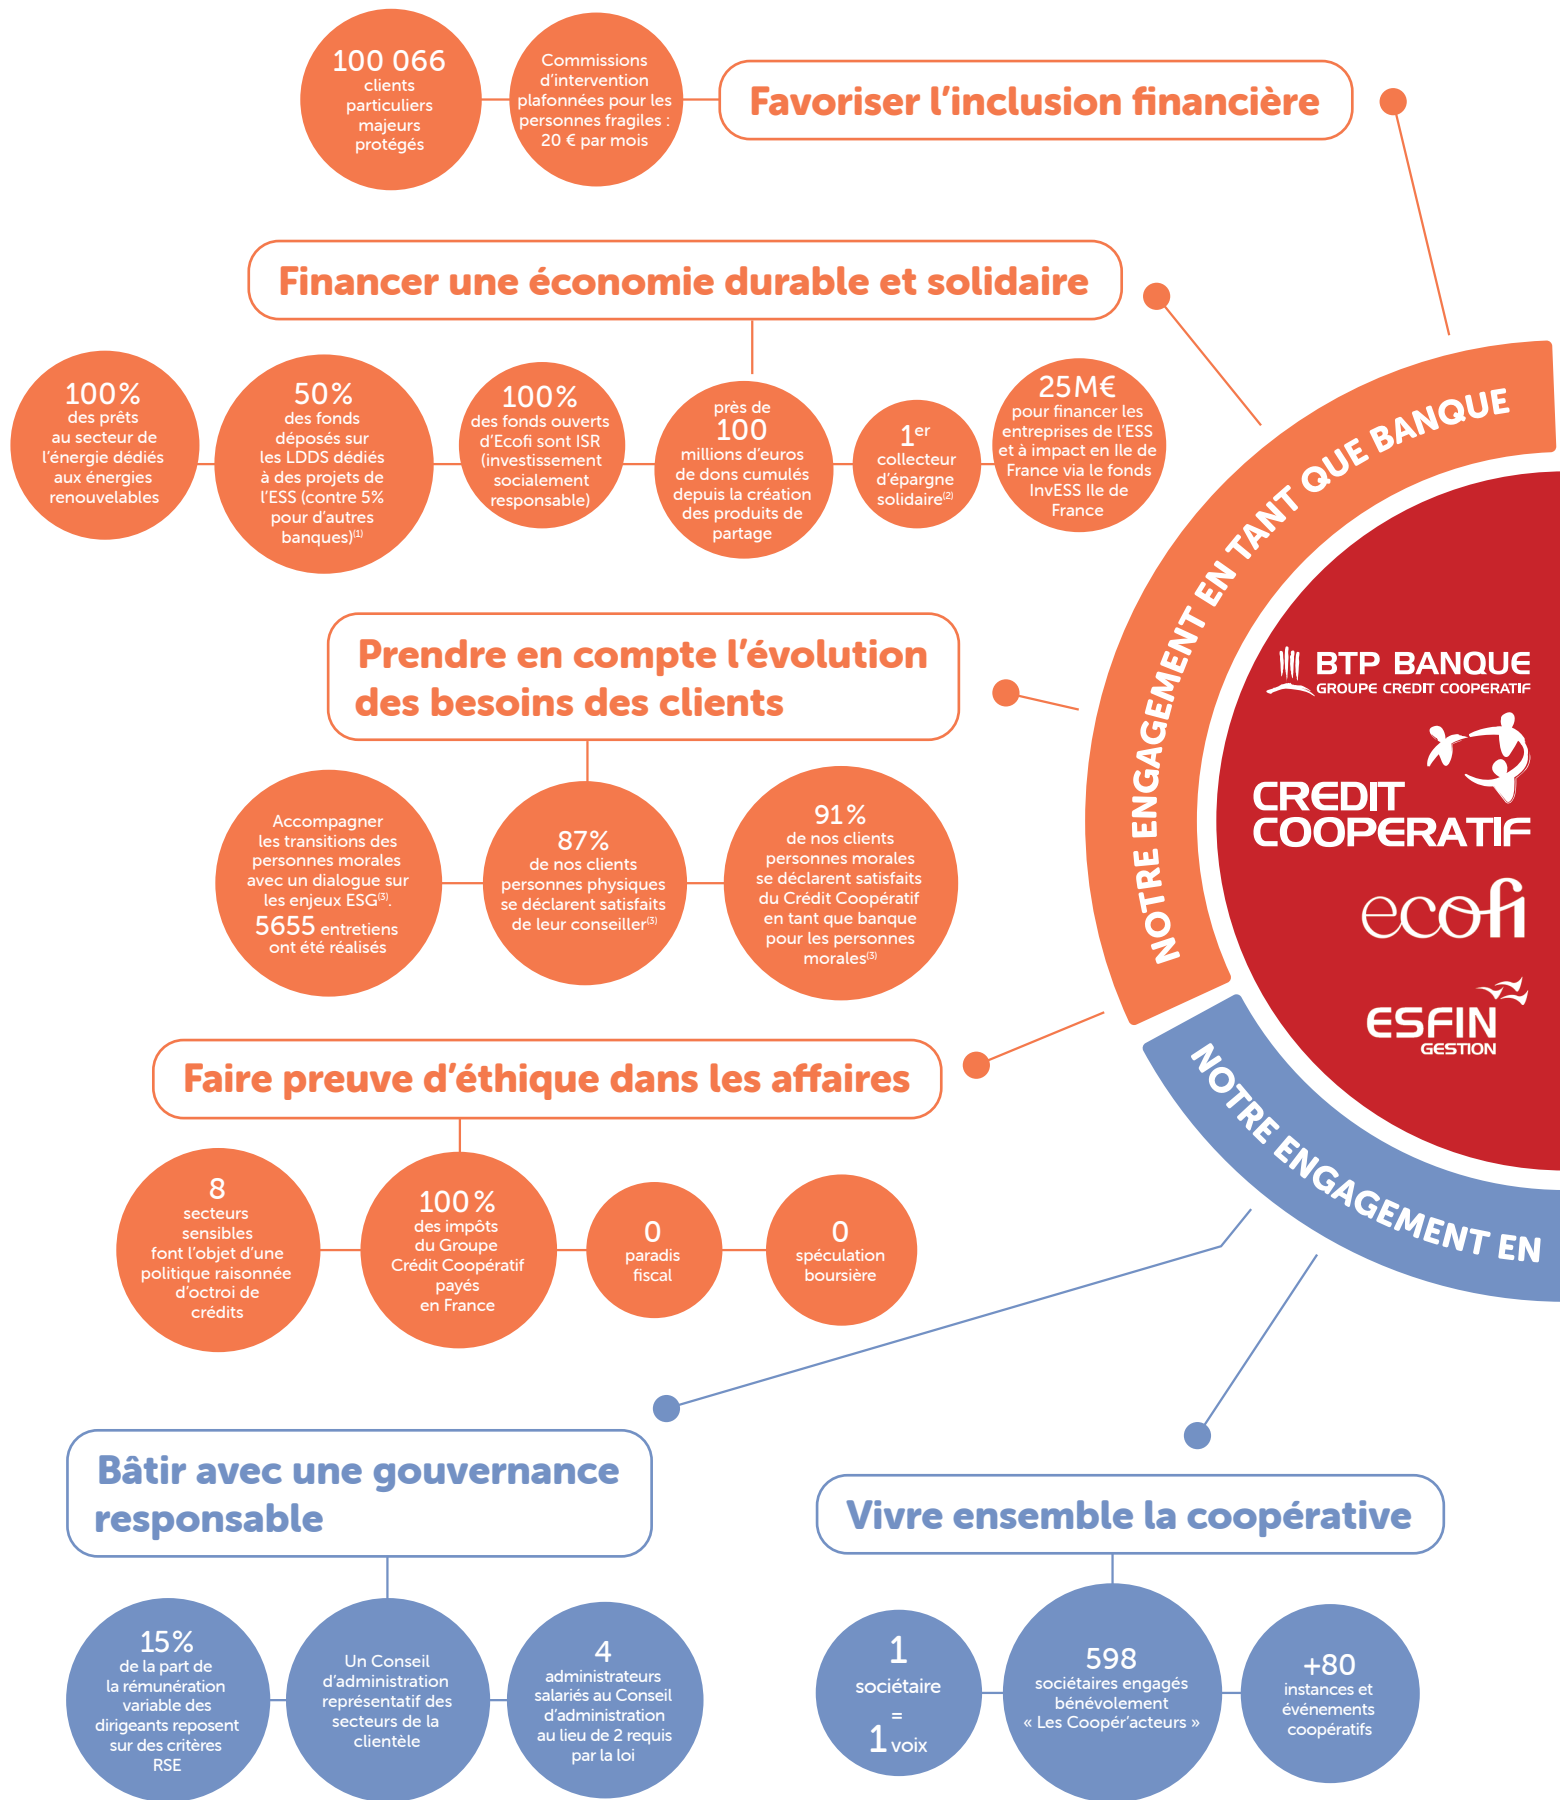 100 066
clients
particuliers
majeurs
protégés
Commissions
d'intervention
plafonnées pour les
personnes fragiles :
20 € par mois
Favoriser l'inclusion financière
Financer une économie durable et solidaire
100%
des prêts
au secteur de
l'énergie dédiés
aux énergies
renouvelables
50%
des fonds
déposés sur
les LDDS dédiés
à des projets de
l'ESS (contre 5%
pour d'autres
banques)(1)
100%
des fonds ouverts
d'Ecofi sont ISR
(investissement
socialement
responsable)
près de
100
millions d'euros
de dons cumulés
depuis la création
des produits de
partage
1er
collecteur
d'épargne
solidaire(2)
25M€
pour financer les
entreprises de l'ESS
et à impact en Ile de
France via le fonds
InvESS Ile de
France
Prendre en compte l'évolution
des besoins des clients
Accompagner
les transitions des
personnes morales
avec un dialogue sur
les enjeux ESG(3).
5655 entretiens
ont été réalisés
87%
de nos clients
personnes physiques
se déclarent satisfaits
de leur conseiller(3)
91%
de nos clients
personnes morales
se déclarent satisfaits
du Crédit Coopératif
en tant que banque
pour les personnes
morales(3)
Faire preuve d'éthique dans les affaires
8
secteurs
sensibles
font l'objet d'une
politique raisonnée
d'octroi de
crédits
100%
des impôts
du Groupe
Crédit Coopératif
payés
en France
0
paradis
fiscal
0
spéculation
boursière
NOTRE ENGAGEMENT EN TANT QUE BANQUE
BTP BANQUE
GROUPE CREDIT COOPERATIF
CREDIT
COOPERATIF
ecofi
ESFIN
GESTION
NOTRE ENGAGEMENT EN
Bâtir avec une gouvernance
responsable
15%
de la part de
la rémunération
variable des
dirigeants reposent
sur des critères
RSE
Un Conseil
d'administration
représentatif des
secteurs de la
clientèle
4
administrateurs
salariés au Conseil
d'administration
au lieu de 2 requis
par la loi
Vivre ensemble la coopérative
1
sociétaire
=
1 voix
598
sociétaires engagés
bénévolement
« Les Coopér'acteurs »
+80
instances et
événements
coopératifs